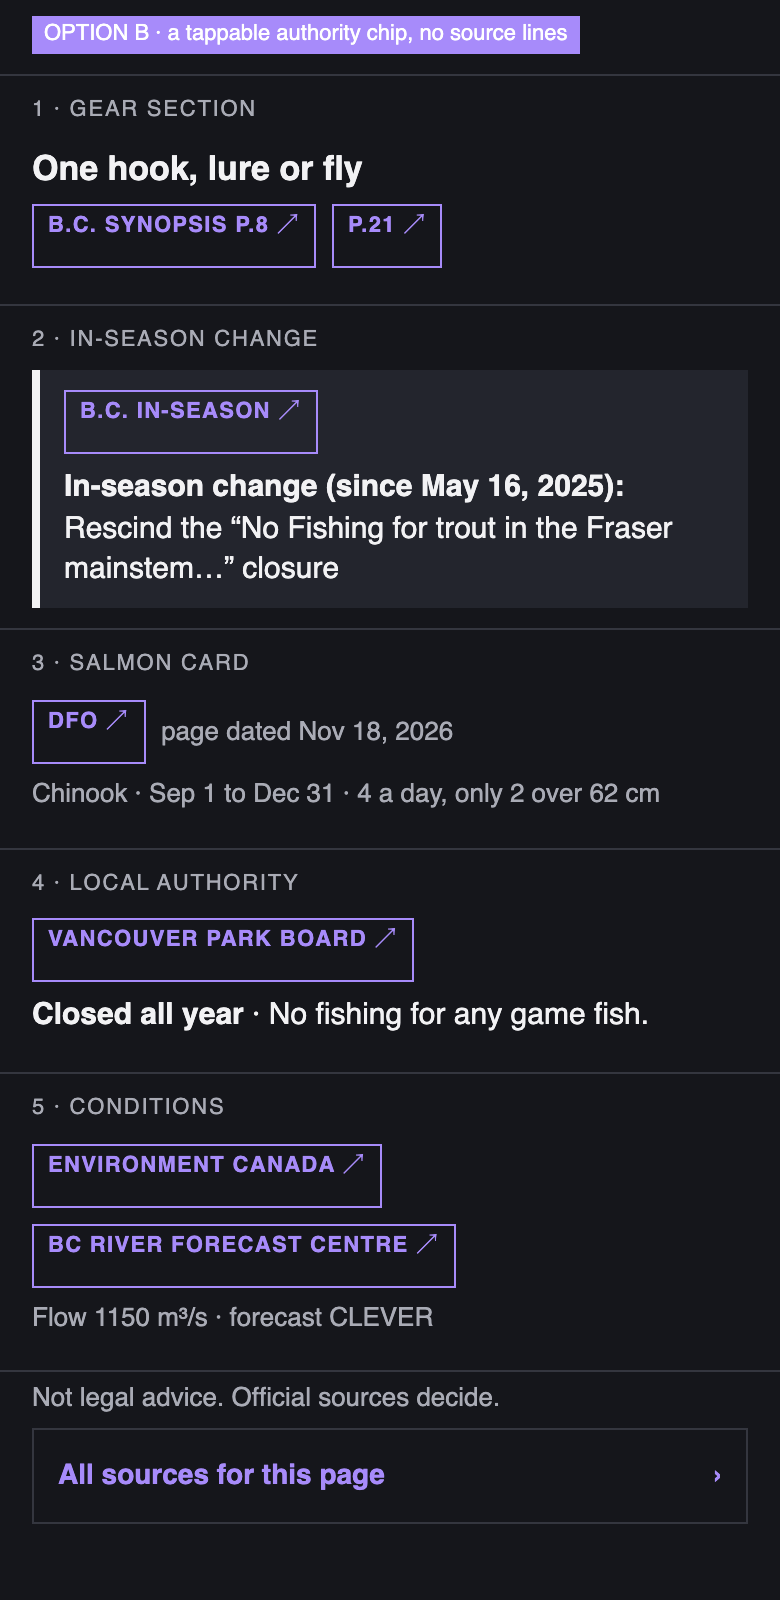 OPTION B · a tappable authority chip, no source lines
1 · GEAR SECTION
One hook, lure or fly
B.C. SYNOPSIS P.8 ↗ P.21 ↗
2 · IN-SEASON CHANGE
B.C. IN-SEASON ↗
In-season change (since May 16, 2025):
Rescind the “No Fishing for trout in the Fraser
mainstem…” closure
3 · SALMON CARD
DFO ↗ page dated Nov 18, 2026
Chinook · Sep 1 to Dec 31 · 4 a day, only 2 over 62 cm
4 · LOCAL AUTHORITY
VANCOUVER PARK BOARD ↗
Closed all year · No fishing for any game fish.
5 · CONDITIONS
ENVIRONMENT CANADA ↗
BC RIVER FORECAST CENTRE ↗
Flow 1150 m³/s · forecast CLEVER
Not legal advice. Official sources decide.
All sources for this page ›